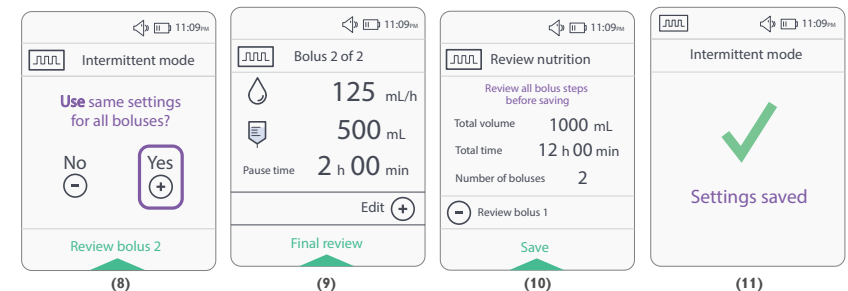 11:09PM
Intermittent mode
Use same settings
for all boluses?
No
Yes
Review bolus 2
(8)
11:09PM
Bolus 2 of 2
125 mL/h
500 mL
Pause time 2 h 00 min
Edit
Final review
(9)
11:09PM
Review nutrition
Review all bolus steps
before saving
Total volume 1000 mL
Total time 12 h 00 min
Number of boluses 2
Review bolus 1
Save
(10)
11:09PM
Intermittent mode
Settings saved
(11)